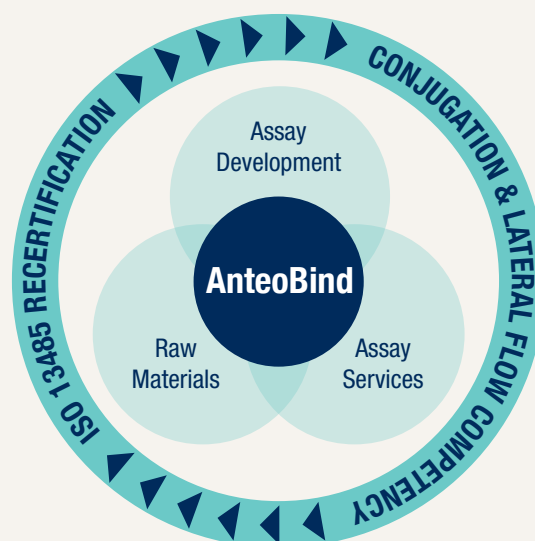 ISO 13485 RECERTIFICATION
CONJUGATION & LATERAL FLOW COMPETENCY
Assay
Development
AnteoBind
Raw
Materials
Assay
Services